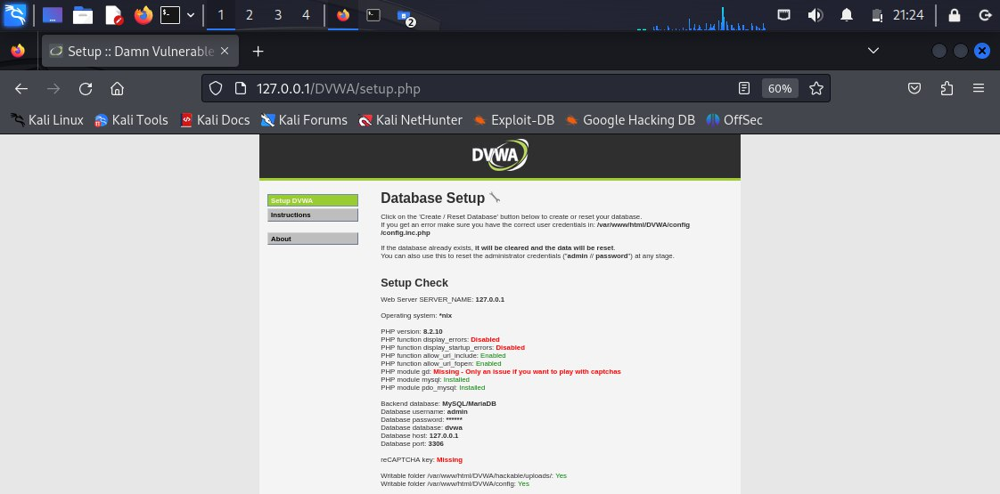 1 2 3 4 2 21:24
Setup :: Damn Vulnerable
127.0.0.1/DVWA/setup.php 60%
Kali Linux Kali Tools Kali Docs Kali Forums Kali NetHunter Exploit-DB Google Hacking DB OffSec
DVWA
Setup DVWA
Instructions
About
Database Setup
Click on the 'Create / Reset Database' button below to create or reset your database.
If you get an error make sure you have the correct user credentials in: /var/www/html/DVWA/config
/config.inc.php
If the database already exists, it will be cleared and the data will be reset.
You can also use this to reset the administrator credentials ("admin // password") at any stage.
Setup Check
Web Server SERVER_NAME: 127.0.0.1
Operating system: *nix
PHP version: 8.2.10
PHP function display_errors: Disabled
PHP function display_startup_errors: Disabled
PHP function allow_url_include: Enabled
PHP function allow_url_fopen: Enabled
PHP module gd: Missing - Only an issue if you want to play with captchas
PHP module mysql: Installed
PHP module pdo_mysql: Installed
Backend database: MySQL/MariaDB
Database username: admin
Database password: ******
Database database: dvwa
Database host: 127.0.0.1
Database port: 3306
reCAPTCHA key: Missing
Writable folder /var/www/html/DVWA/hackable/uploads/: Yes
Writable folder /var/www/html/DVWA/config: Yes